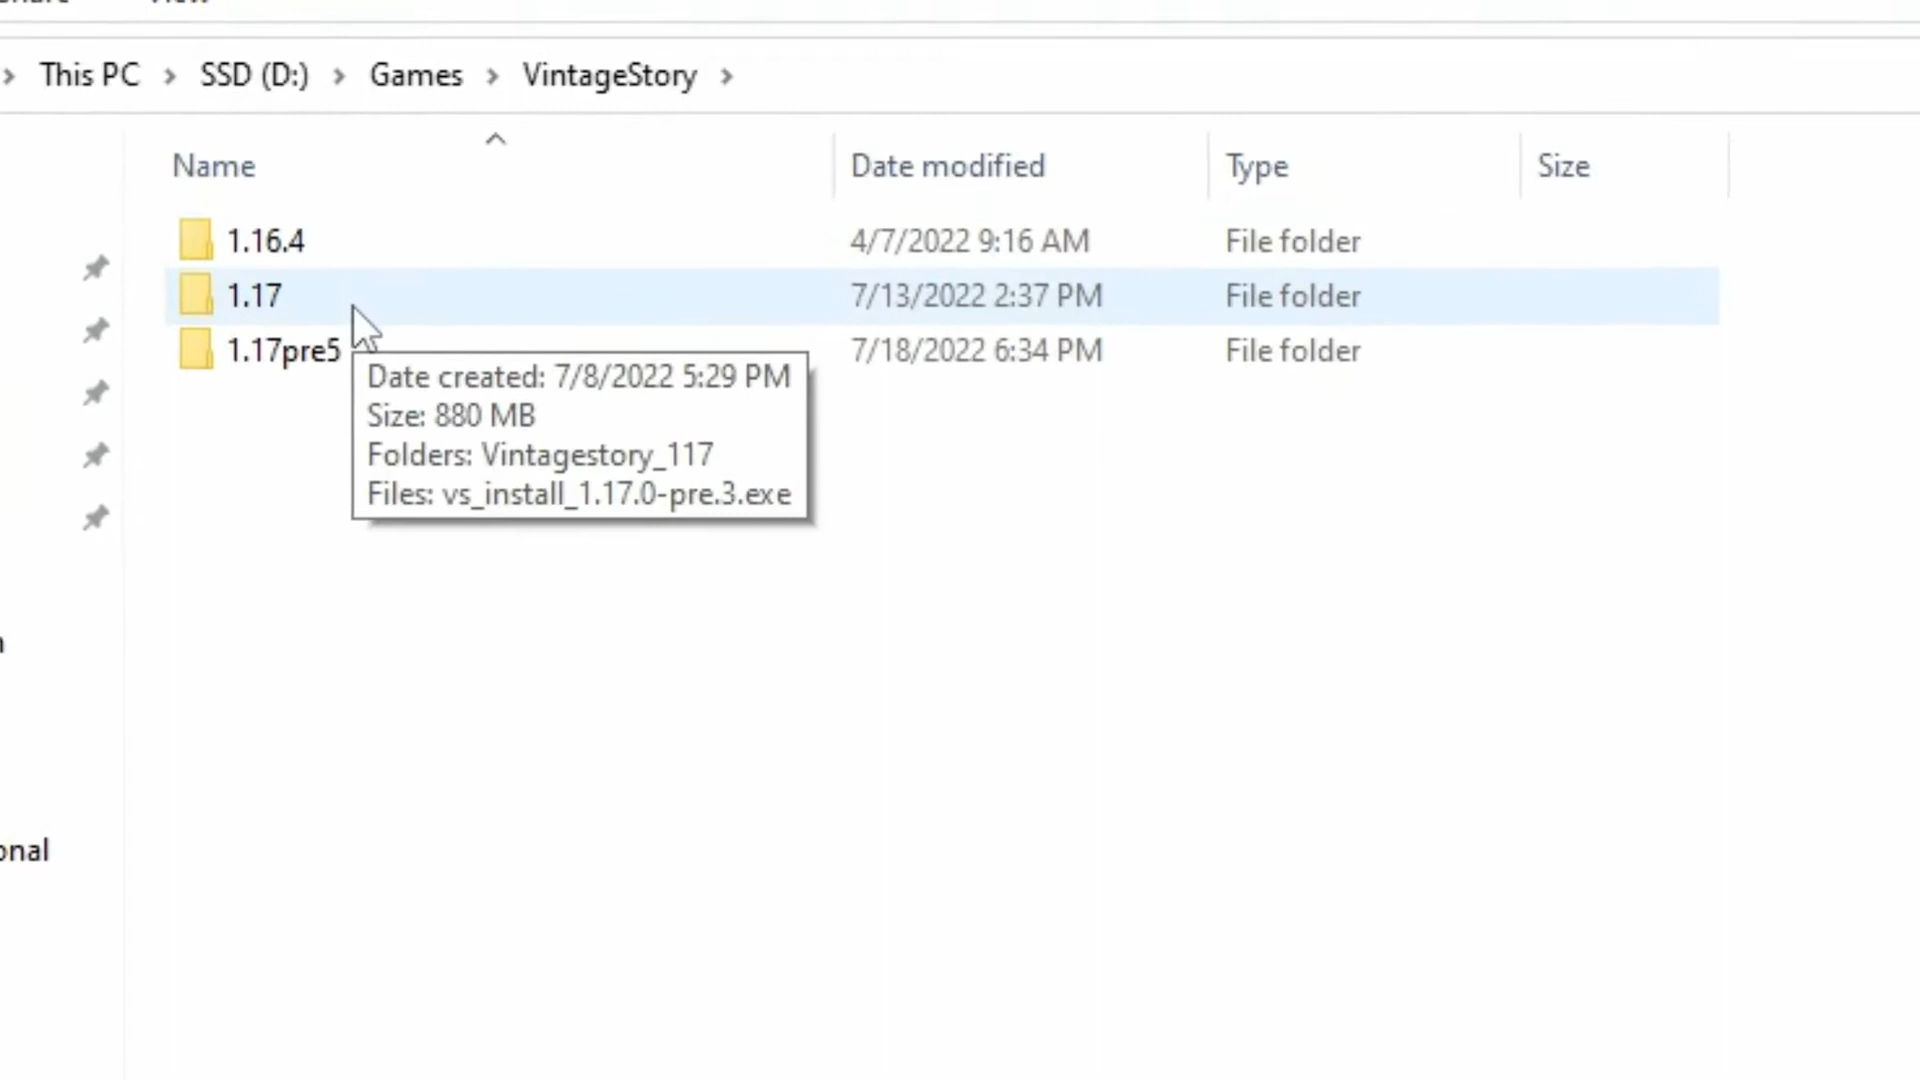 This PC > SSD (D:) > Games > VintageStory >
Name Date modified Type Size
1.16.4 4/7/2022 9:16 AM File folder
1.17 7/13/2022 2:37 PM File folder
1.17pre5 7/18/2022 6:34 PM File folder
Date created: 7/8/2022 5:29 PM
Size: 880 MB
Folders: Vintagestory_117
Files: vs_install_1.17.0-pre.3.exe
onal